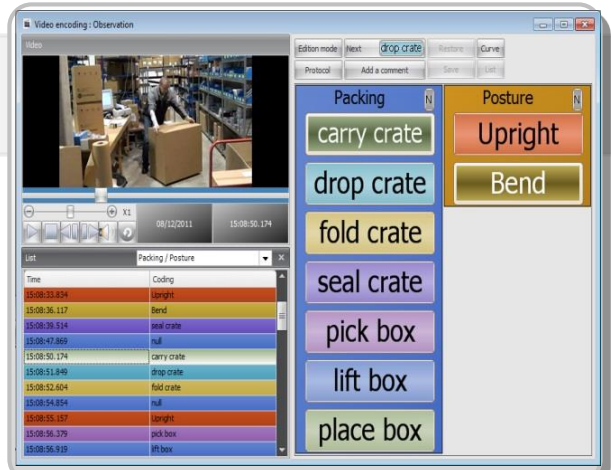 Video encoding : Observation
Video
X1
08/12/2011
15:08:50.174
List
Packing / Posture
Time Coding
15:08:33.834 Upright
15:08:36.117 Bend
15:08:39.514 seal crate
15:08:47.869 null
15:08:50.174 carry crate
15:08:51.849 drop crate
15:08:52.604 fold crate
15:08:54.854 null
15:08:55.157 Upright
15:08:56.379 pick box
15:08:56.919 lift box
Edition mode Next drop crate Restore Curve
Protocol Add a comment Save List
Packing N
carry crate
drop crate
fold crate
seal crate
pick box
lift box
place box
Posture N
Upright
Bend